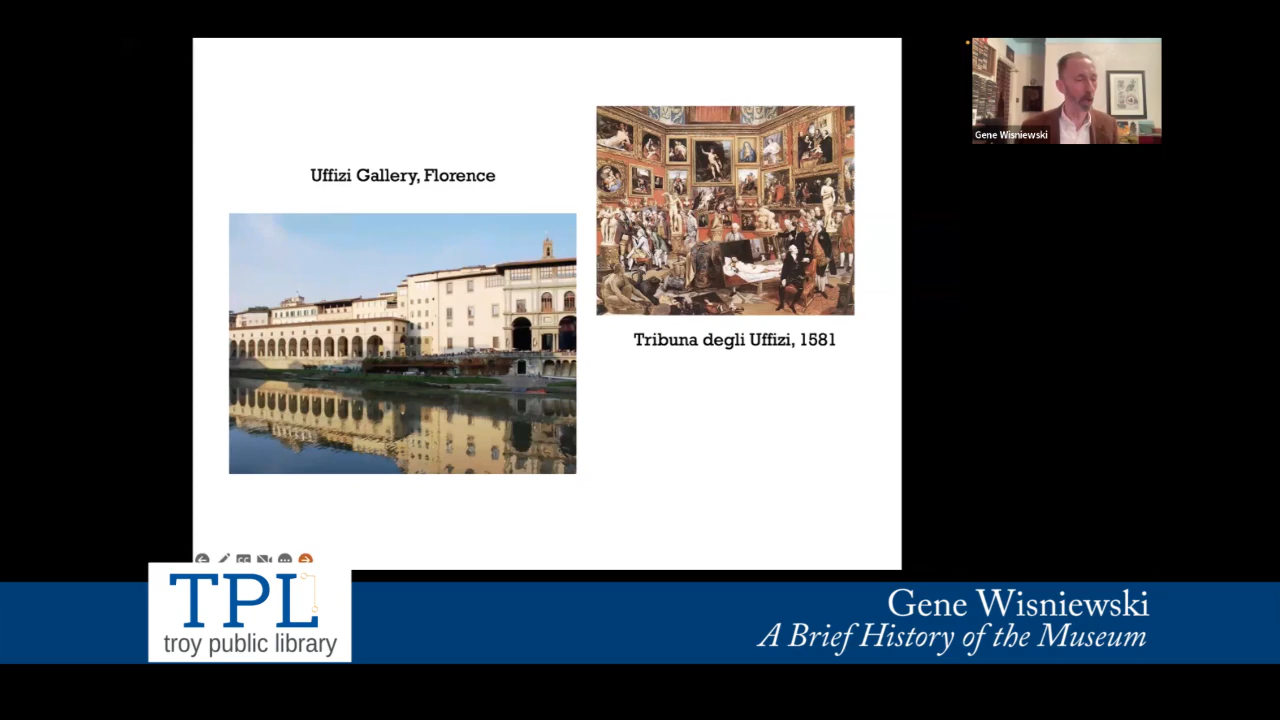 Uffizi Gallery, Florence
Tribuna degli Uffizi, 1581
Gene Wisniewski
TPL
troy public library
Gene Wisniewski
A Brief History of the Museum